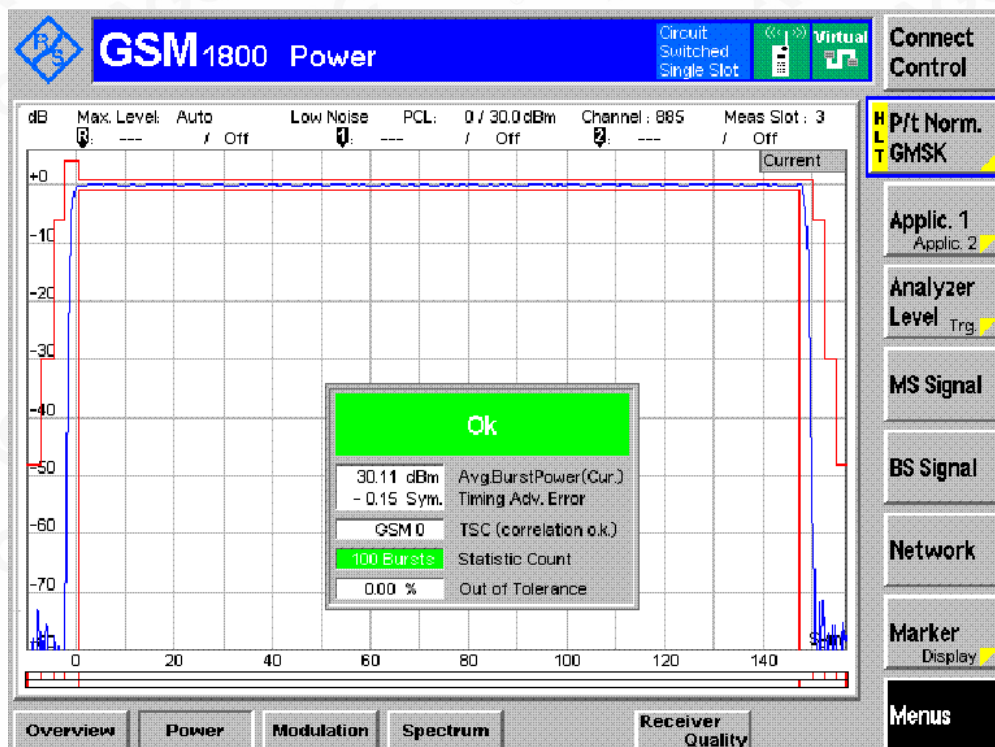 R/S
GSM 1800 Power
Circuit Switched Single Slot
Virtual
Connect Control
dB Max. Level: Auto Low Noise PCL: 0 / 30.0 dBm Channel : 885 Meas Slot : 3
R: --- / Off 1: --- / Off 2: --- / Off
Current
HLT P/t Norm. GMSK
+0
-10
-20
-30
-40
-50
-60
-70
Applic. 1
Applic. 2
Analyzer Level Trg.
MS Signal
BS Signal
Network
Marker
Display
Menus
Ok
30.11 dBm Avg.BurstPower(Cur.)
- 0.15 Sym. Timing Adv. Error
GSM 0 TSC (correlation o.k.)
100 Bursts Statistic Count
0.00 % Out of Tolerance
0 20 40 60 80 100 120 140
Overview Power Modulation Spectrum Receiver Quality